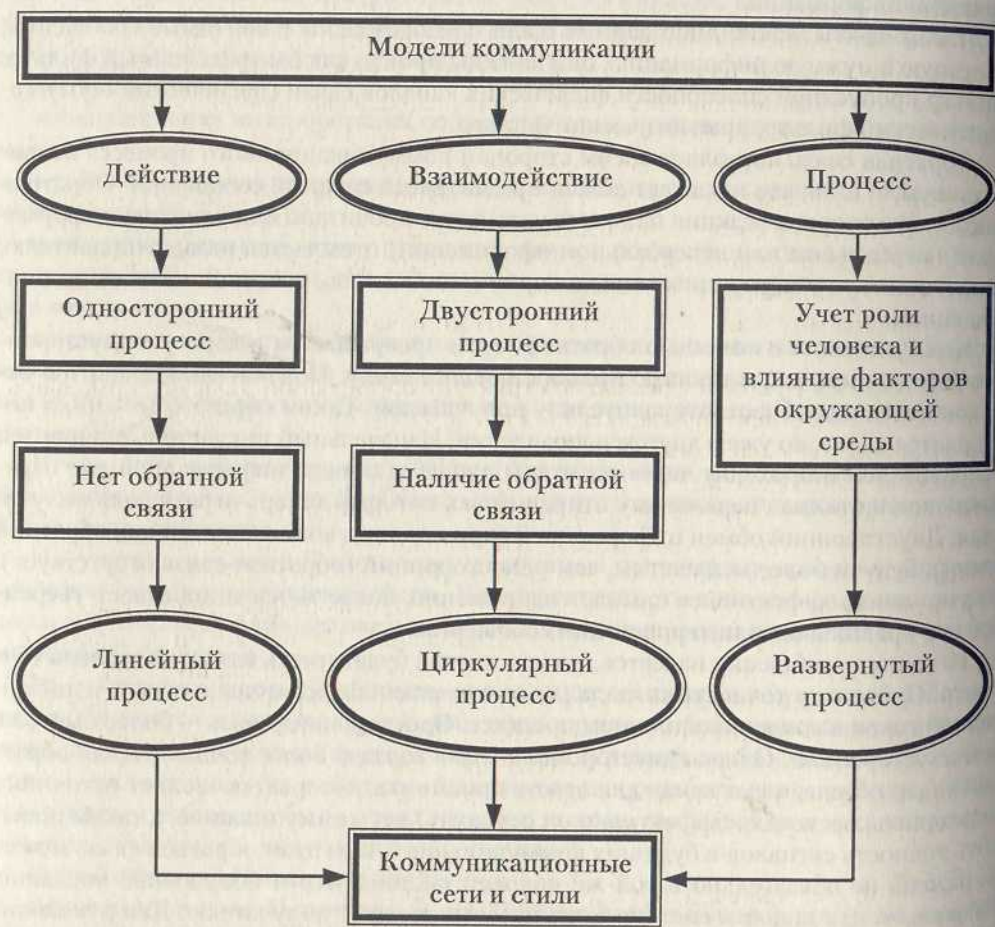 Модели коммуникации
Действие
Взаимодействие
Процесс
Односторонний
процесс
Двусторонний
процесс
Учет роли
человека и
влияние факторов
окружающей
среды
Нет обратной
связи
Наличие обратной
связи
Линейный
процесс
Циркулярный
процесс
Развернутый
процесс
Коммуникационные
сети и стили